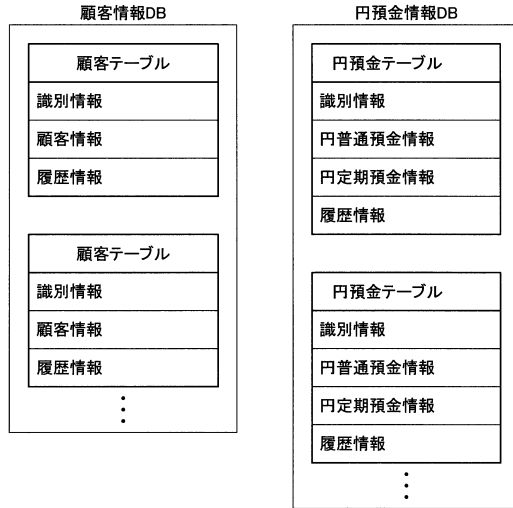 顧客情報DB
顧客テーブル
識別情報
顧客情報
履歴情報
顧客テーブル
識別情報
顧客情報
履歴情報
円預金情報DB
円預金テーブル
識別情報
円普通預金情報
円定期預金情報
履歴情報
円預金テーブル
識別情報
円普通預金情報
円定期預金情報
履歴情報